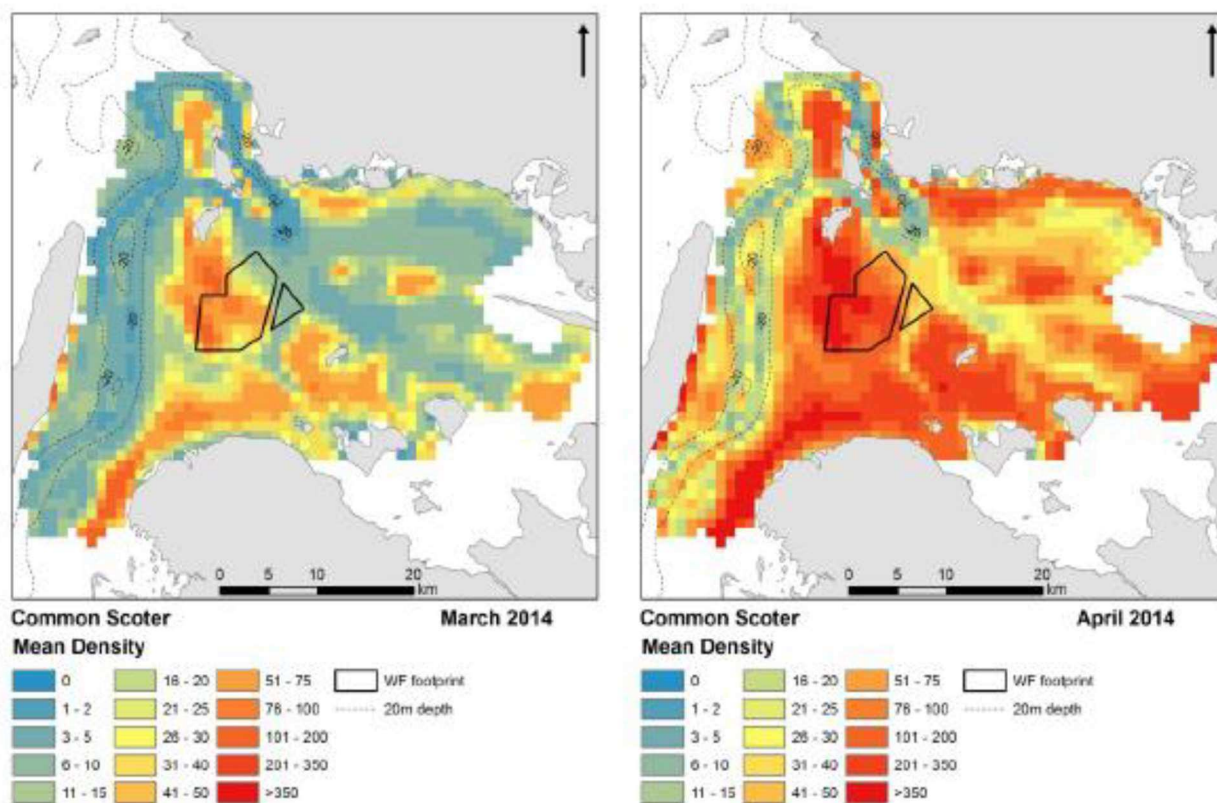 0 5 10 20
km
Common Scoter March 2014
Mean Density
0 16 - 20 51 - 75 WF footprint
1 - 2 21 - 25 76 - 100 20m depth
3 - 5 26 - 30 101 - 200
6 - 10 31 - 40 201 - 350
11 - 15 41 - 50 >350
0 5 10 20
km
Common Scoter April 2014
Mean Density
0 16 - 20 51 - 75 WF footprint
1 - 2 21 - 25 76 - 100 20m depth
3 - 5 26 - 30 101 - 200
6 - 10 31 - 40 201 - 350
11 - 15 41 - 50 >350